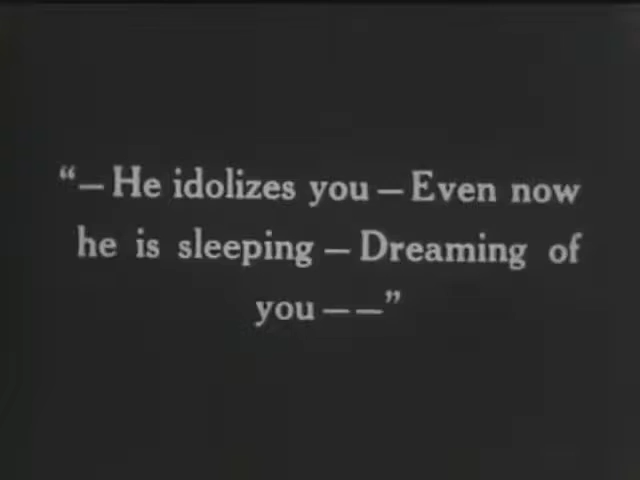 “—He idolizes you—Even now
he is sleeping—Dreaming of
you——”